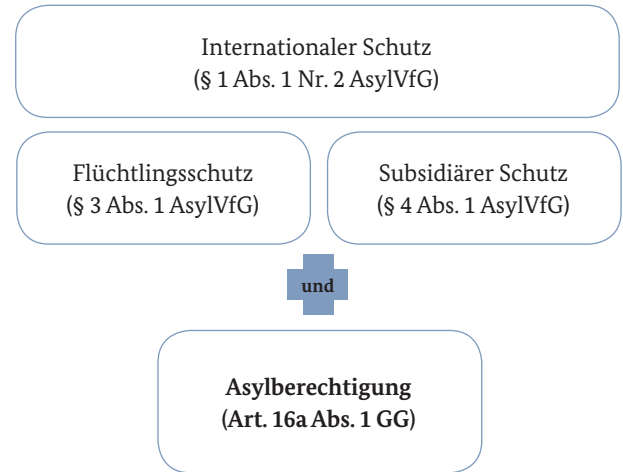 Internationaler Schutz
(§ 1 Abs. 1 Nr. 2 AsylVfG)
Flüchtlingsschutz
(§ 3 Abs. 1 AsylVfG)
Subsidiärer Schutz
(§ 4 Abs. 1 AsylVfG)
und
Asylberechtigung
(Art. 16a Abs. 1 GG)